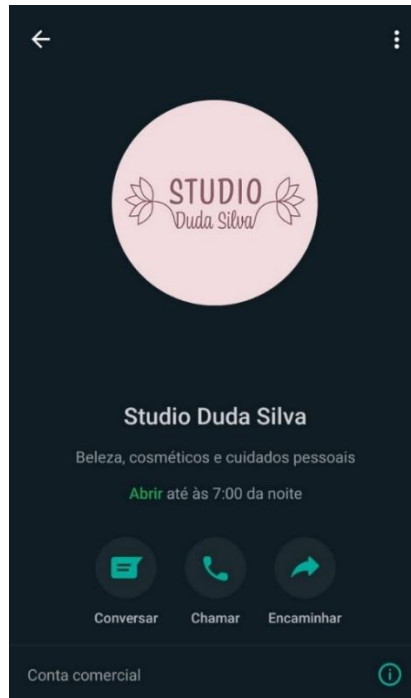 STUDIO
Duda Silva
Studio Duda Silva
Beleza, cosméticos e cuidados pessoais
Abrir até às 7:00 da noite
Conversar Chamar Encaminhar
Conta comercial